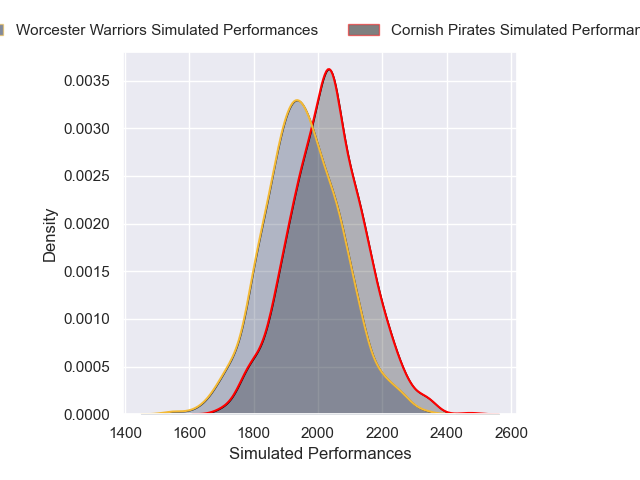 Worcester Warriors Simulated Performances Cornish Pirates Simulated
0.0035
0.0030
0.0025
0.0020
0.0015
0.0010
0.0005
0.0000
Density
1400 1600 1800 2000 2200 2400 2600
Simulated Performances